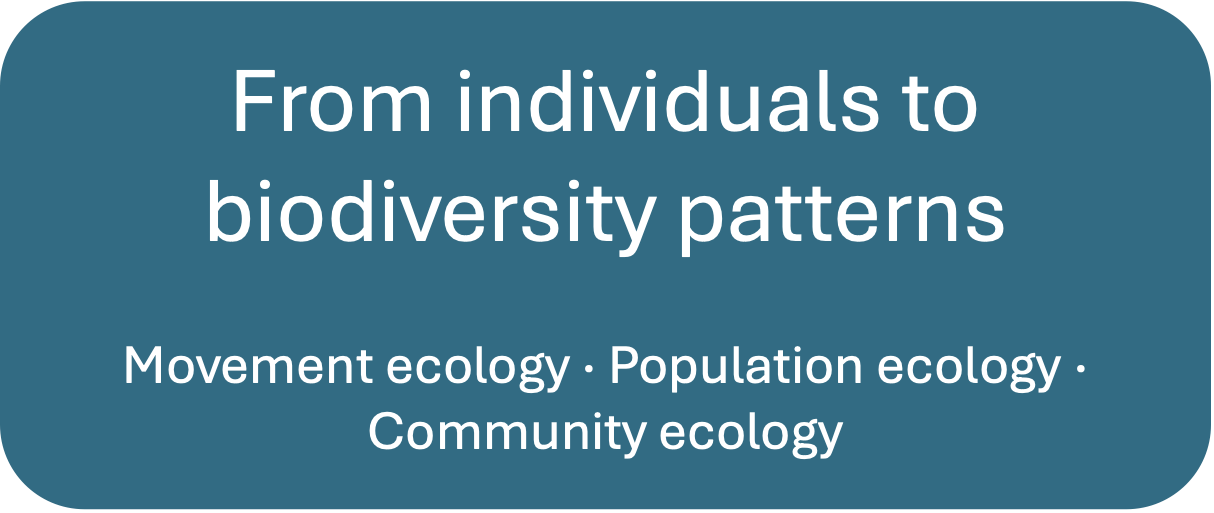 From individuals to
biodiversity patterns
Movement ecology · Population ecology ·
Community ecology